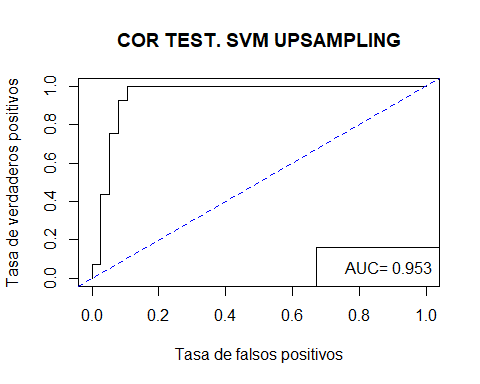 COR TEST. SVM UPSAMPLING
Tasa de verdaderos positivos
1.0
0.8
0.6
0.4
0.2
0.0
AUC= 0.953
0.0 0.2 0.4 0.6 0.8 1.0
Tasa de falsos positivos